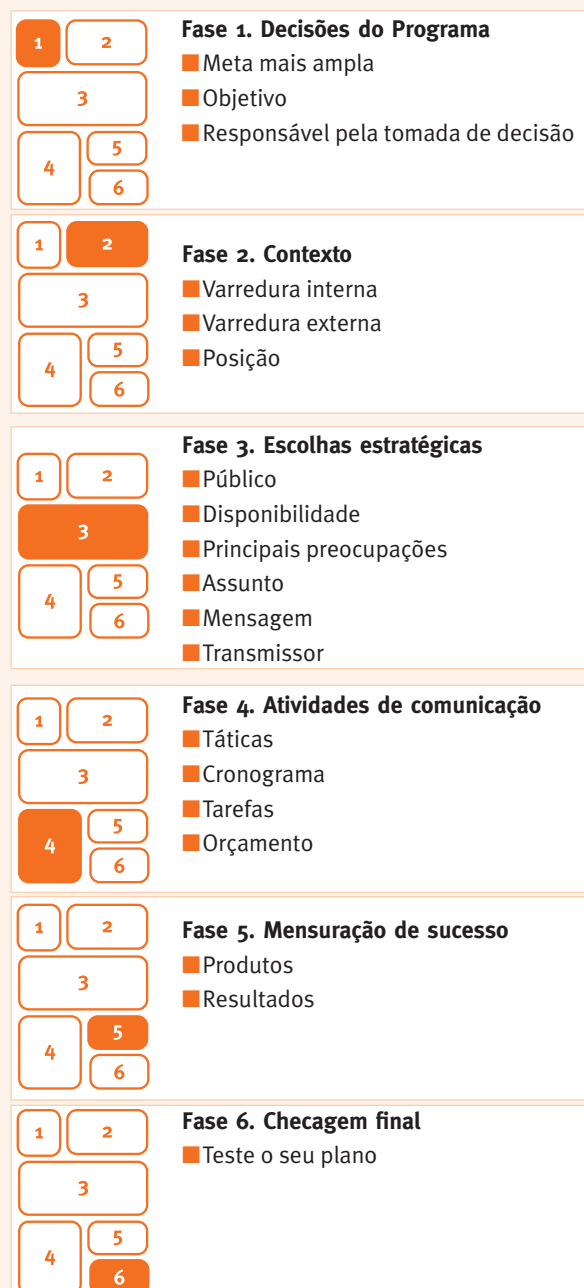 1
2
3
4
5
6
Fase 1. Decisões do Programa
■Meta mais ampla
■Objetivo
■Responsável pela tomada de decisão
1
2
3
4
5
6
Fase 2. Contexto
■Varredura interna
■Varredura externa
■Posição
1
2
3
4
5
6
Fase 3. Escolhas estratégicas
■Público
■Disponibilidade
■Principais preocupações
■Assunto
■Mensagem
■Transmissor
1
2
3
4
5
6
Fase 4. Atividades de comunicação
■Táticas
■Cronograma
■Tarefas
■Orçamento
1
2
3
4
5
6
Fase 5. Mensuração de sucesso
■Produtos
■Resultados
1
2
3
4
5
6
Fase 6. Checagem final
■Teste o seu plano